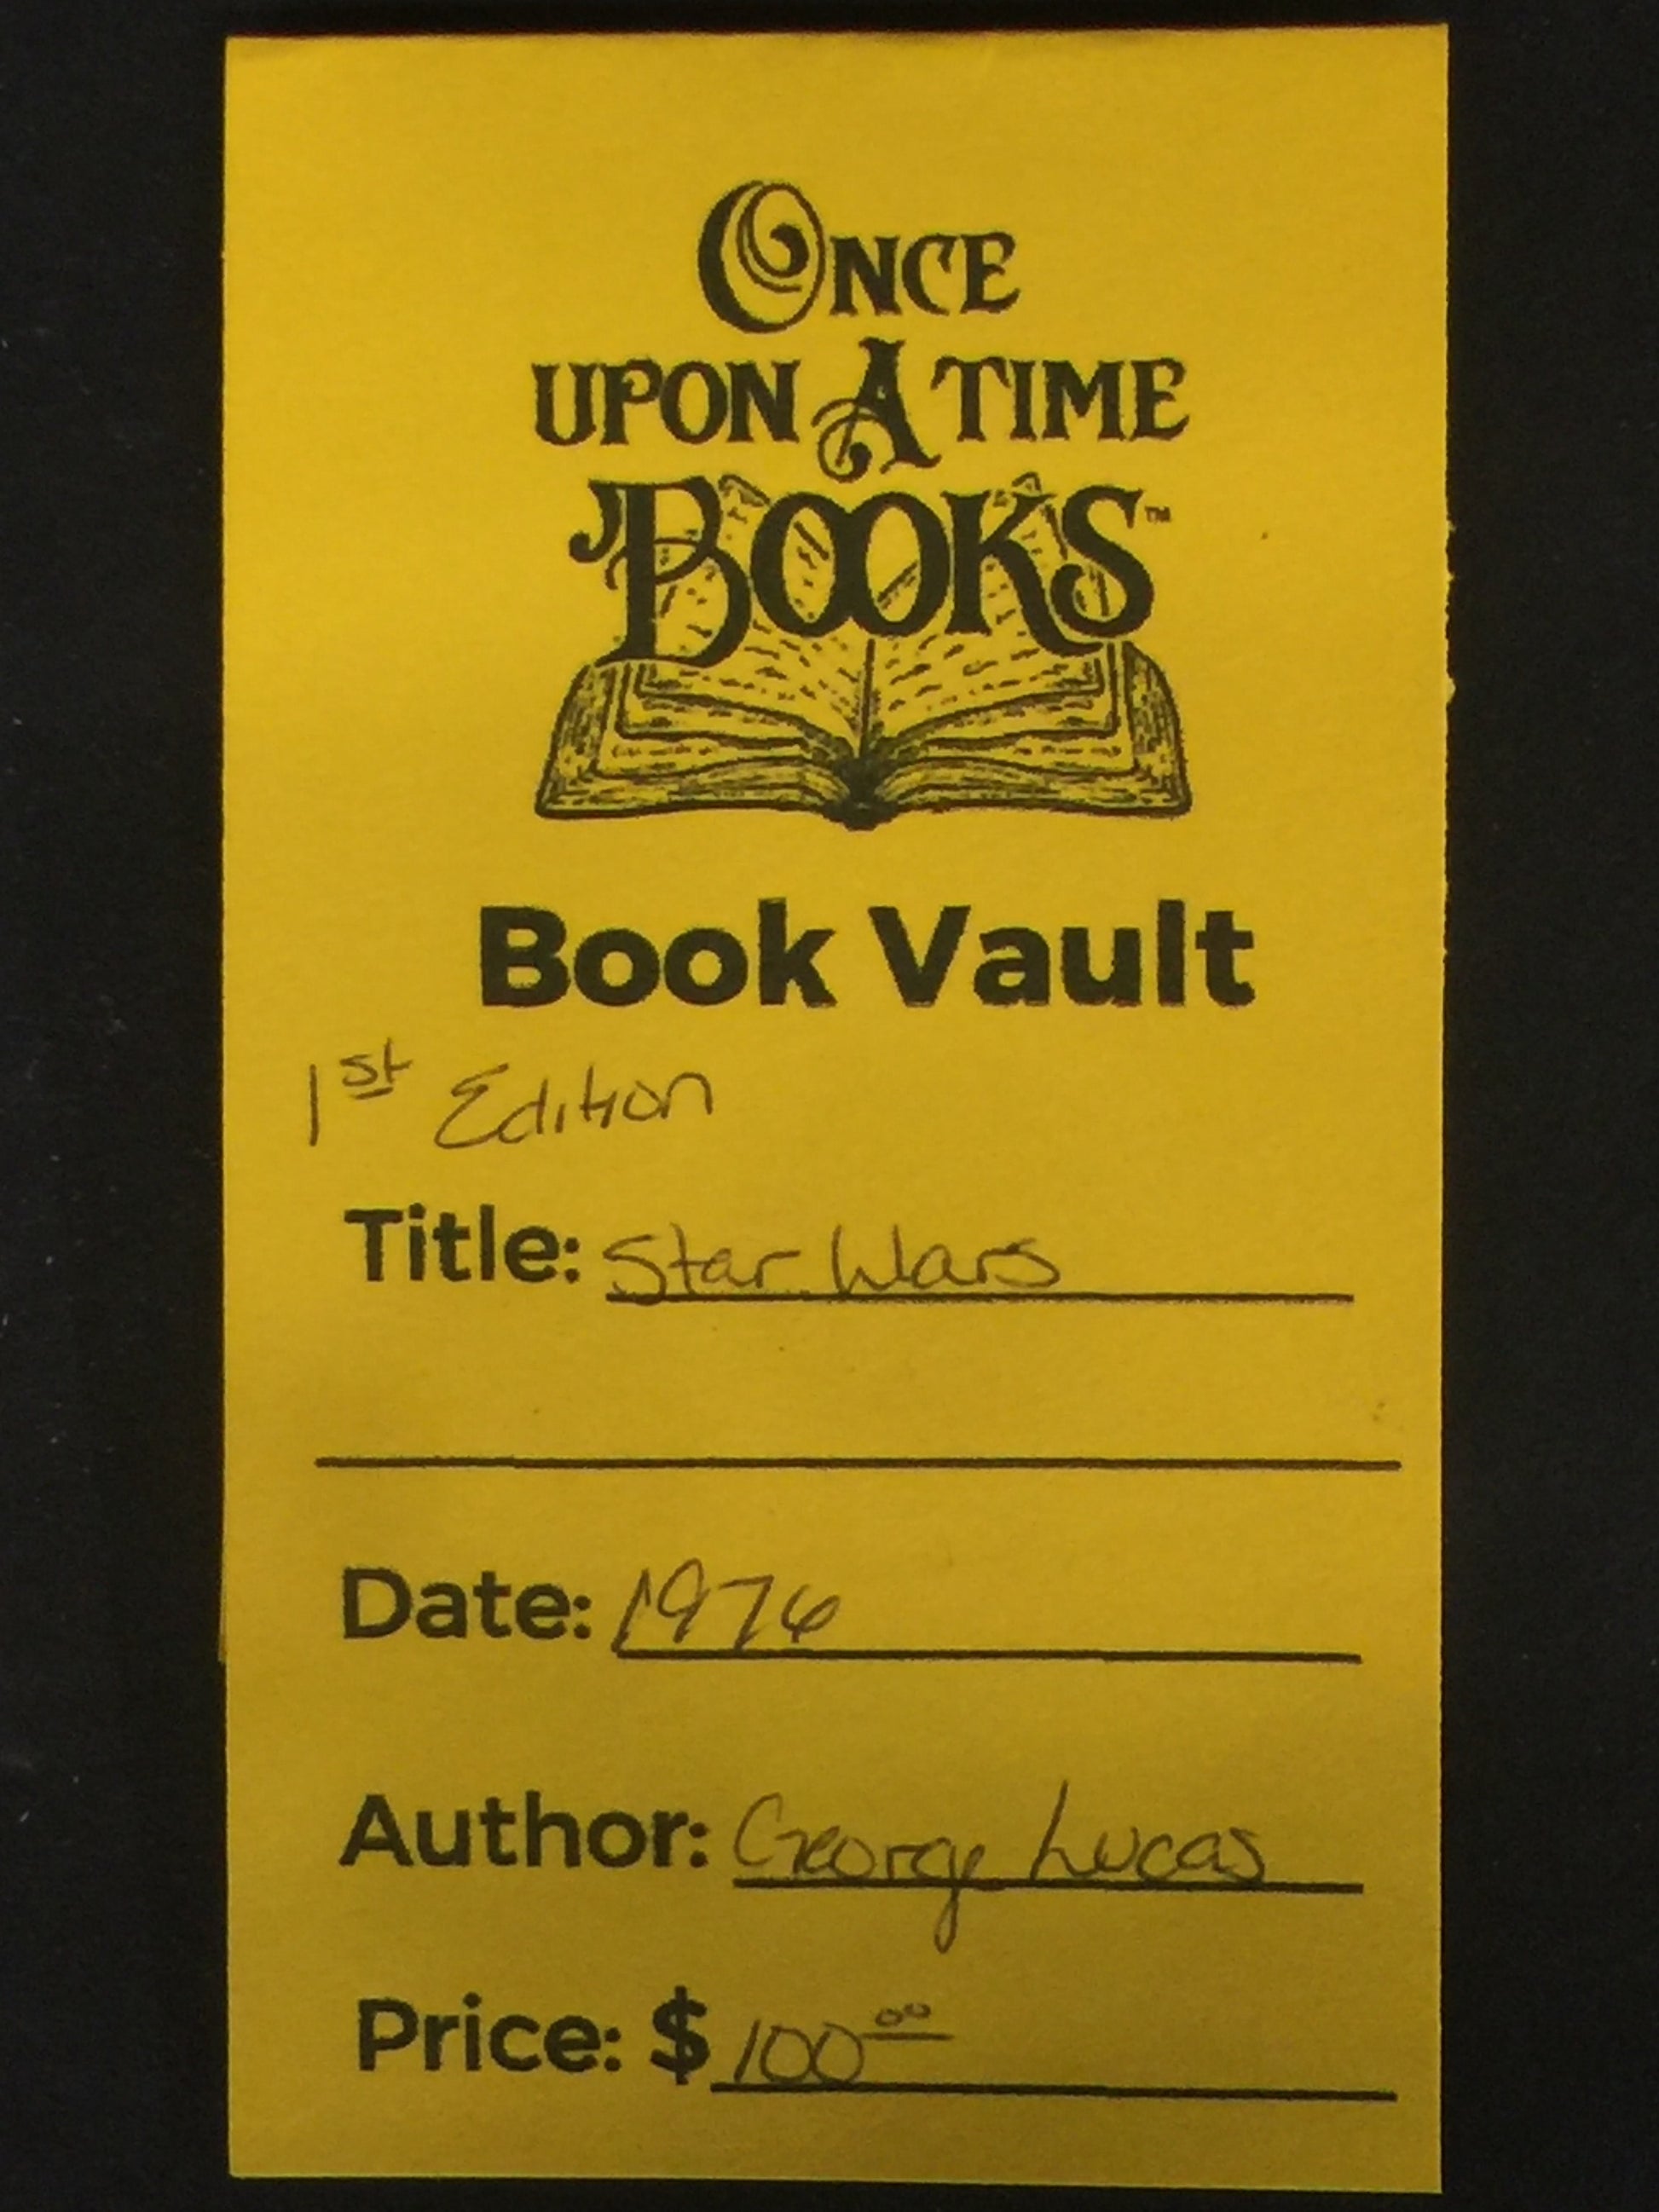 ONCE
UPON A TIME
BOOKS™
Book Vault
1st Edition
Title: Star Wars
Date: 1976
Author: George Lucas
Price: $100.00